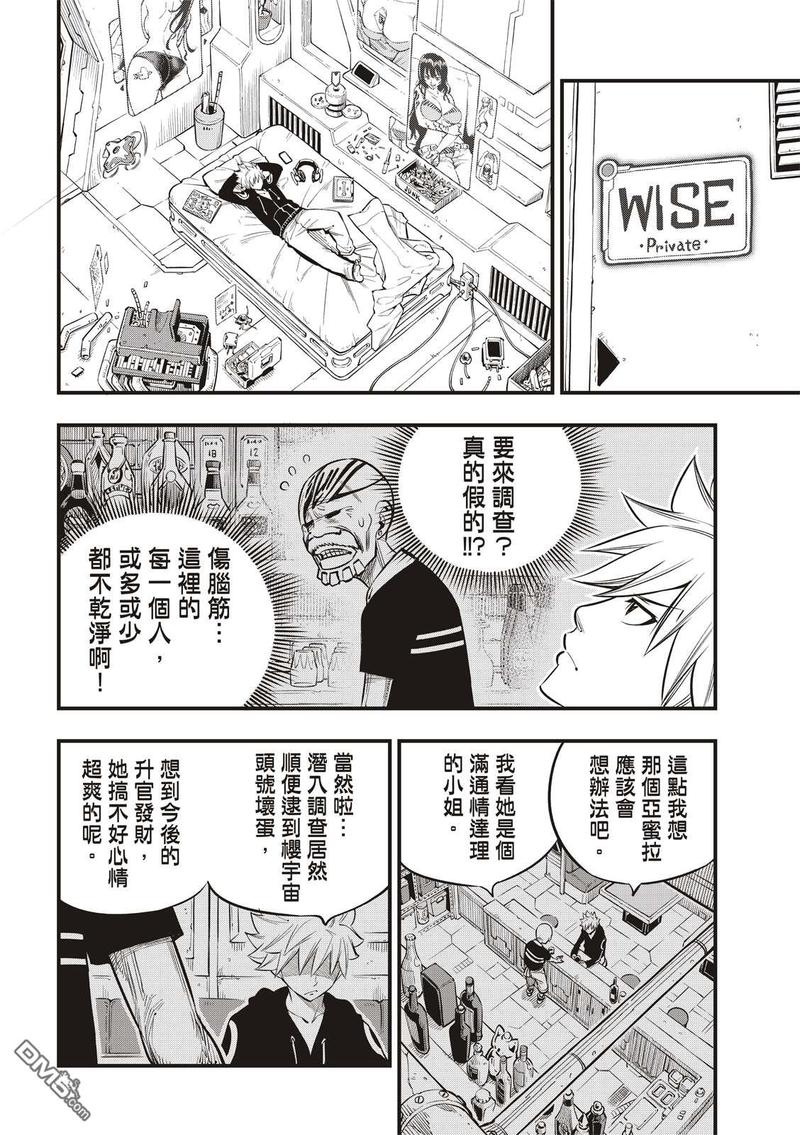 WISE
·Private·
要來調查？
真的假的!!?
傷腦筋…
這裡的
每一個人，
或多或少
都不乾淨啊！
18
12
這點我想
那個亞蜜拉
應該會
想辦法吧。
我看她是個
滿通情達理
的小姐。
當然啦…
潛入調查居然
順便逮到櫻宇宙
頭號壞蛋，
想到今後的
升官發財，
她搞不好心情
超爽的呢。
DM5.com